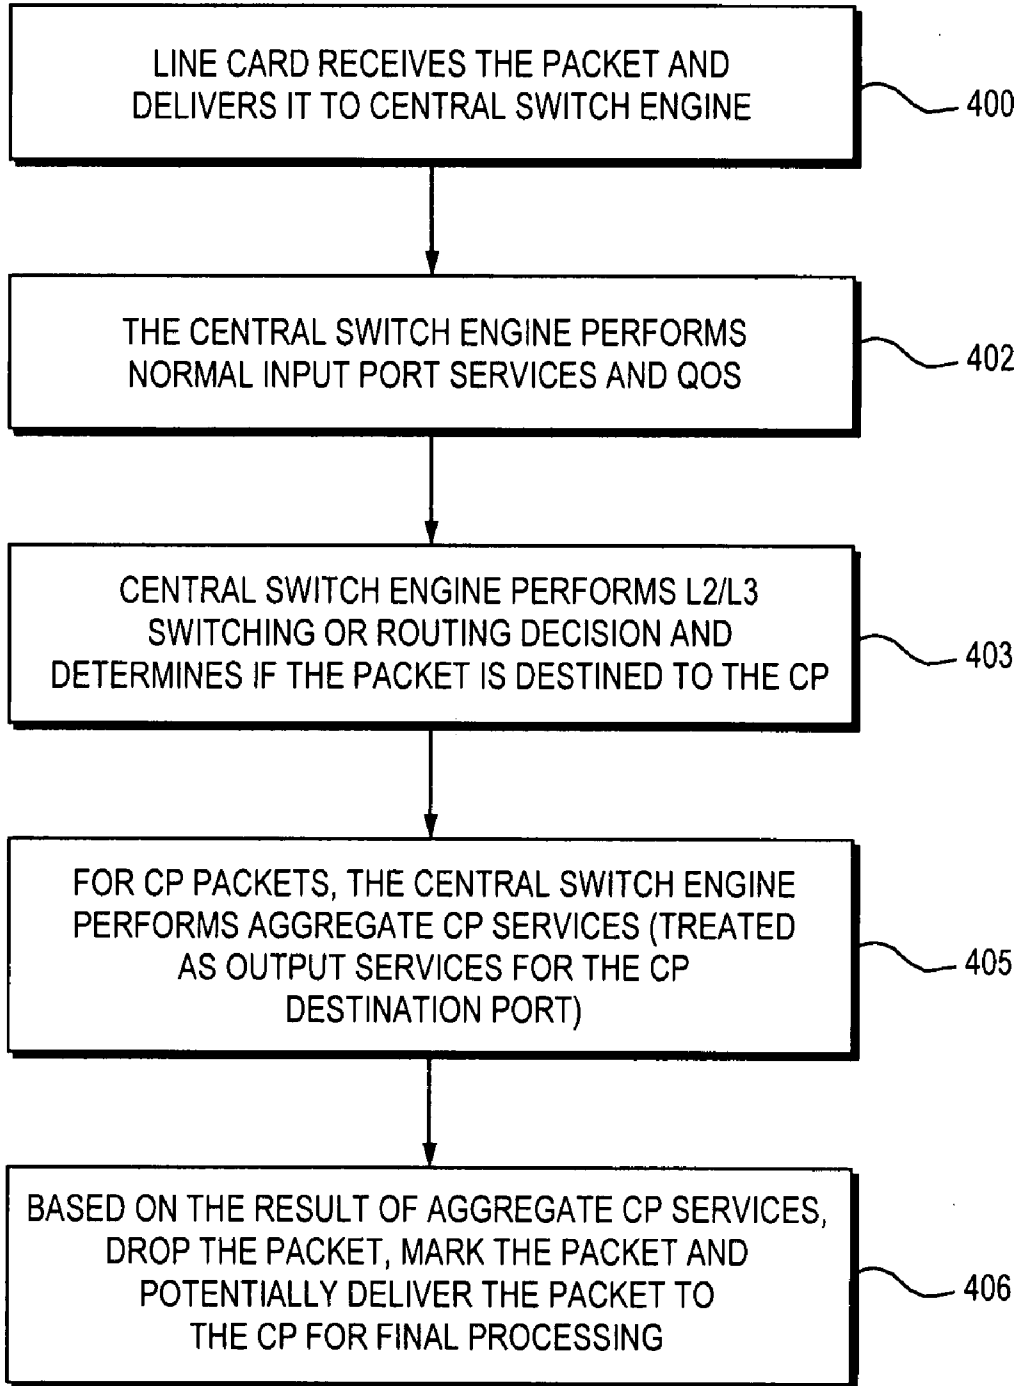 LINE CARD RECEIVES THE PACKET AND
DELIVERS IT TO CENTRAL SWITCH ENGINE
400
THE CENTRAL SWITCH ENGINE PERFORMS
NORMAL INPUT PORT SERVICES AND QOS
402
CENTRAL SWITCH ENGINE PERFORMS L2/L3
SWITCHING OR ROUTING DECISION AND
DETERMINES IF THE PACKET IS DESTINED TO THE CP
403
FOR CP PACKETS, THE CENTRAL SWITCH ENGINE
PERFORMS AGGREGATE CP SERVICES (TREATED
AS OUTPUT SERVICES FOR THE CP
DESTINATION PORT)
405
BASED ON THE RESULT OF AGGREGATE CP SERVICES,
DROP THE PACKET, MARK THE PACKET AND
POTENTIALLY DELIVER THE PACKET TO
THE CP FOR FINAL PROCESSING
406